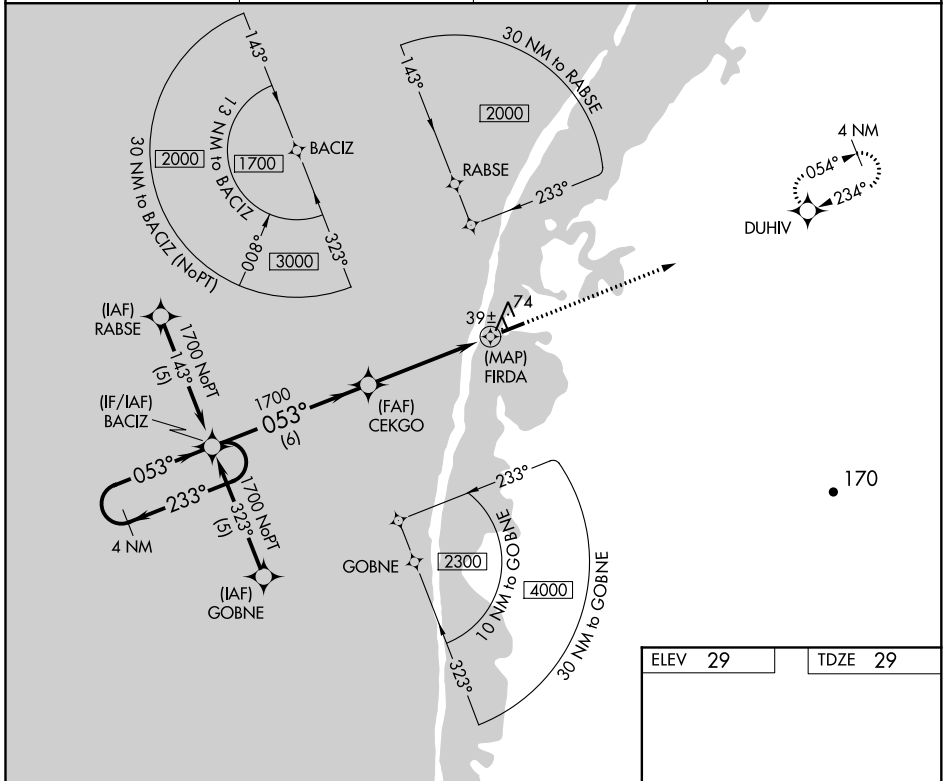 143°
30 NM to BACIZ (NoPT)
2000
13 NM to BACIZ
1700
BACIZ
008°
3000
323°
30 NM to RABSE
143°
2000
RABSE
233°
4 NM
054°
234°
DUHIV
(IAF)
RABSE
1700 NoPT
143°
(5)
(IF/IAF)
BACIZ
1700
053°
(6)
(FAF)
CEKGO
39±
74
(MAP)
FIRDA
053°
233°
4 NM
1700 NoPT
323°
(5)
(IAF)
GOBNE
233°
GOBNE
2300
10 NM to GOBNE
4000
30 NM to GOBNE
323°
170
ELEV 29
TDZE 29